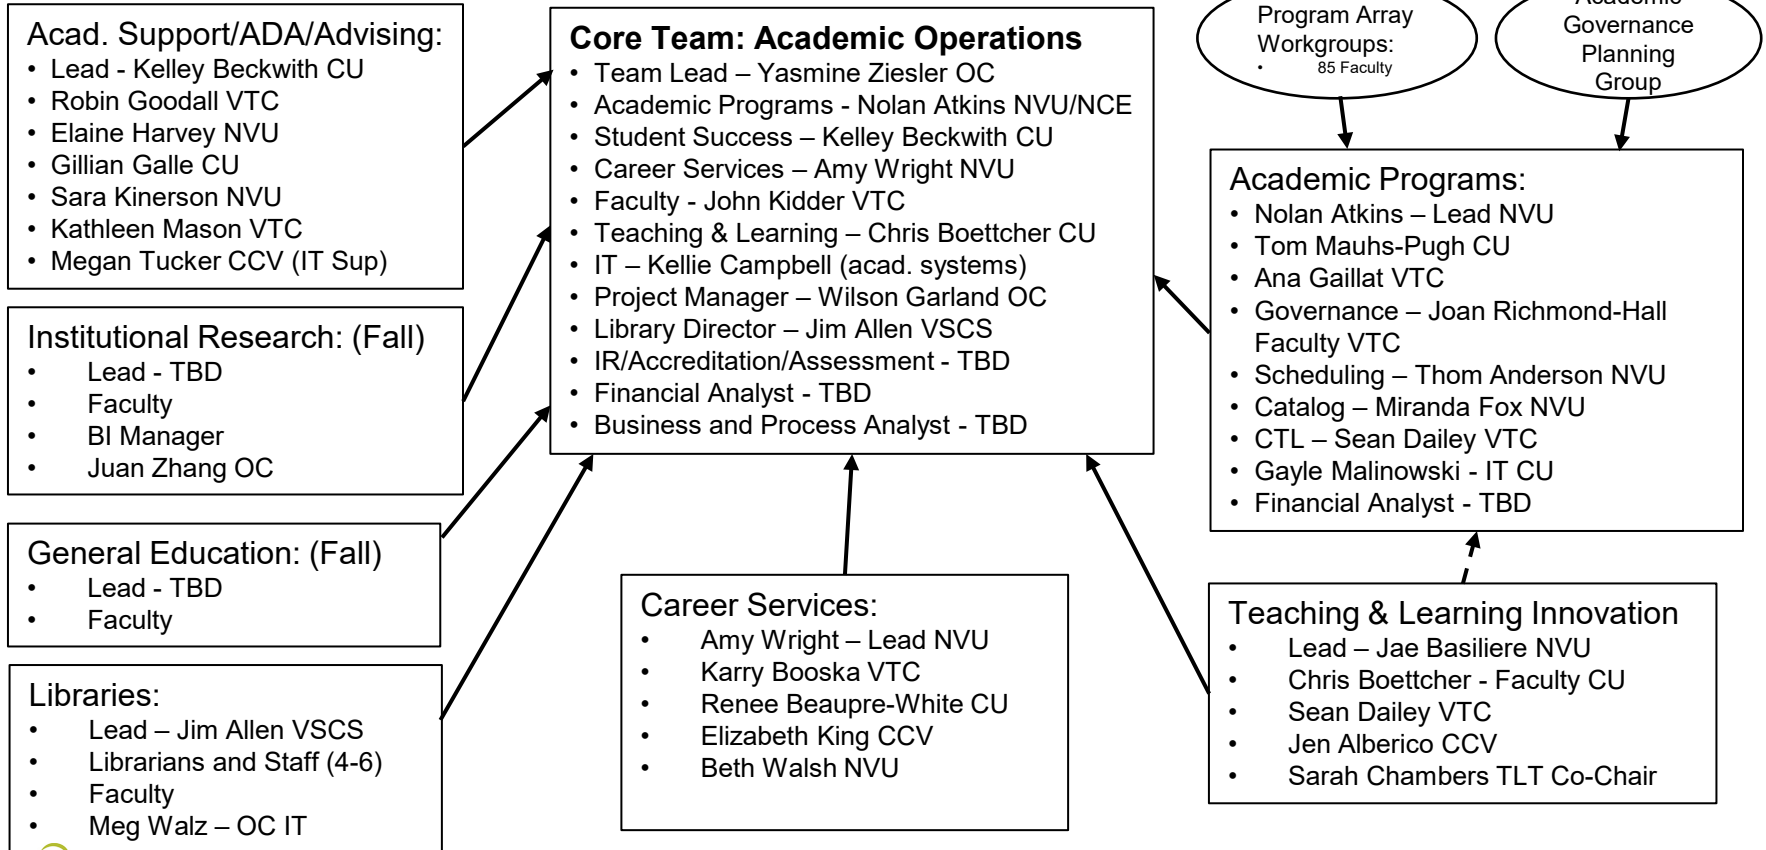 Acad. Support/ADA/Advising:
• Lead - Kelley Beckwith CU
• Robin Goodall VTC
• Elaine Harvey NVU
• Gillian Galle CU
• Sara Kinerson NVU
• Kathleen Mason VTC
• Megan Tucker CCV (IT Sup)
Institutional Research: (Fall)
• Lead - TBD
• Faculty
• BI Manager
• Juan Zhang OC
General Education: (Fall)
• Lead - TBD
• Faculty
Libraries:
• Lead – Jim Allen VSCS
• Librarians and Staff (4-6)
• Faculty
• Meg Walz – OC IT
Core Team: Academic Operations
• Team Lead – Yasmine Ziesler OC
• Academic Programs - Nolan Atkins NVU/NCE
• Student Success – Kelley Beckwith CU
• Career Services – Amy Wright NVU
• Faculty - John Kidder VTC
• Teaching & Learning – Chris Boettcher CU
• IT – Kellie Campbell (acad. systems)
• Project Manager – Wilson Garland OC
• Library Director – Jim Allen VSCS
• IR/Accreditation/Assessment - TBD
• Financial Analyst - TBD
• Business and Process Analyst - TBD
Career Services:
• Amy Wright – Lead NVU
• Karry Booska VTC
• Renee Beaupre-White CU
• Elizabeth King CCV
• Beth Walsh NVU
Program Array
Workgroups:
• 85 Faculty
Academic
Governance
Planning
Group
Academic Programs:
• Nolan Atkins – Lead NVU
• Tom Mauhs-Pugh CU
• Ana Gaillat VTC
• Governance – Joan Richmond-Hall
Faculty VTC
• Scheduling – Thom Anderson NVU
• Catalog – Miranda Fox NVU
• CTL – Sean Dailey VTC
• Gayle Malinowski - IT CU
• Financial Analyst - TBD
Teaching & Learning Innovation
• Lead – Jae Basiliere NVU
• Chris Boettcher - Faculty CU
• Sean Dailey VTC
• Jen Alberico CCV
• Sarah Chambers TLT Co-Chair